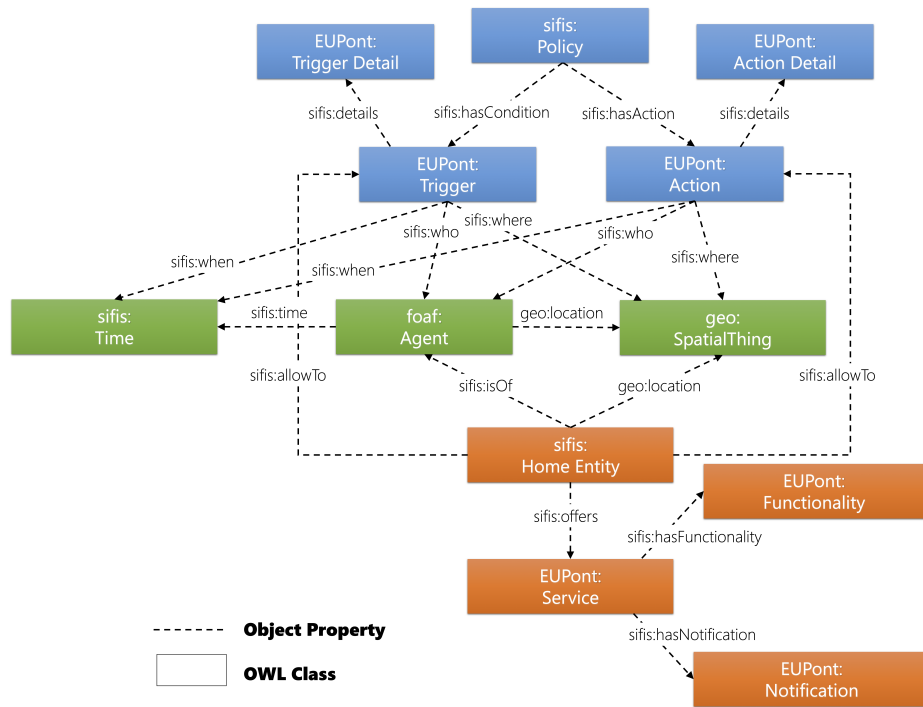 EUPont:
Trigger Detail
sifis:
Policy
EUPont:
Action Detail
sifis:details
sifis:hasCondition
sifis:hasAction
sifis:details
EUPont:
Trigger
EUPont:
Action
sifis:when
sifis:who
sifis:where
sifis:when
sifis:who
sifis:where
sifis:
Time
sifis:time
foaf:
Agent
geo:location
geo:
SpatialThing
sifis:allowTo
sifis:isOf
geo:location
sifis:allowTo
sifis:
Home Entity
sifis:offers
EUPont:
Functionality
sifis:hasFunctionality
EUPont:
Service
sifis:hasNotification
EUPont:
Notification
Object Property
OWL Class